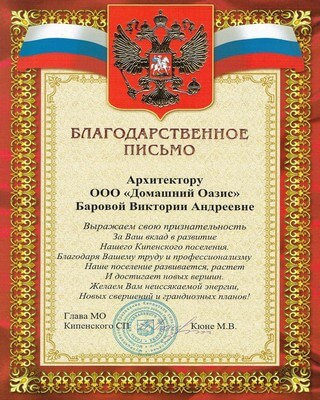 БЛАГОДАРСТВЕННОЕ
ПИСЬМО
Архитектору
ООО «Домашний Оазис»
Баровой Виктории Андреевне
Выражаем свою признательность
За Ваш вклад в развитие
Нашего Кипенского поселения.
Благодаря Вашему труду и профессионализму
Наше поселение развивается, растет
И достигает новых вершин.
Желаем Вам неиссякаемой энергии,
Новых свершений и грандиозных планов!
Глава МО
Кипенского СП Кюне М.В.